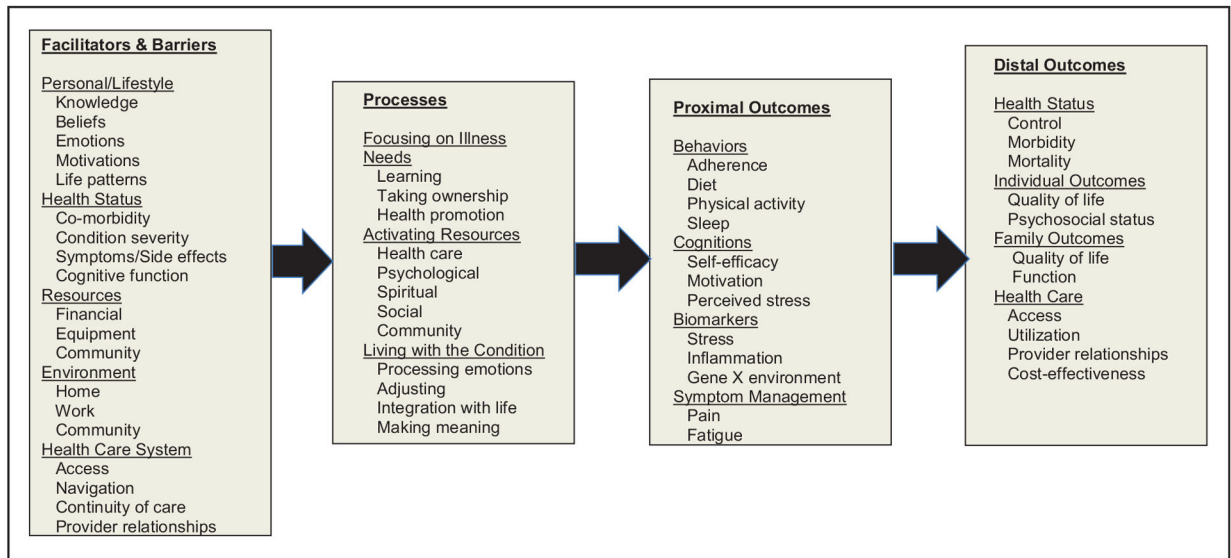 Facilitators & Barriers
Personal/Lifestyle
Knowledge
Beliefs
Emotions
Motivations
Life patterns
Health Status
Co-morbidity
Condition severity
Symptoms/Side effects
Cognitive function
Resources
Financial
Equipment
Community
Environment
Home
Work
Community
Health Care System
Access
Navigation
Continuity of care
Provider relationships
Processes
Focusing on Illness
Needs
Learning
Taking ownership
Health promotion
Activating Resources
Health care
Psychological
Spiritual
Social
Community
Living with the Condition
Processing emotions
Adjusting
Integration with life
Making meaning
Proximal Outcomes
Behaviors
Adherence
Diet
Physical activity
Sleep
Cognitions
Self-efficacy
Motivation
Perceived stress
Biomarkers
Stress
Inflammation
Gene X environment
Symptom Management
Pain
Fatigue
Distal Outcomes
Health Status
Control
Morbidity
Mortality
Individual Outcomes
Quality of life
Psychosocial status
Family Outcomes
Quality of life
Function
Health Care
Access
Utilization
Provider relationships
Cost-effectiveness